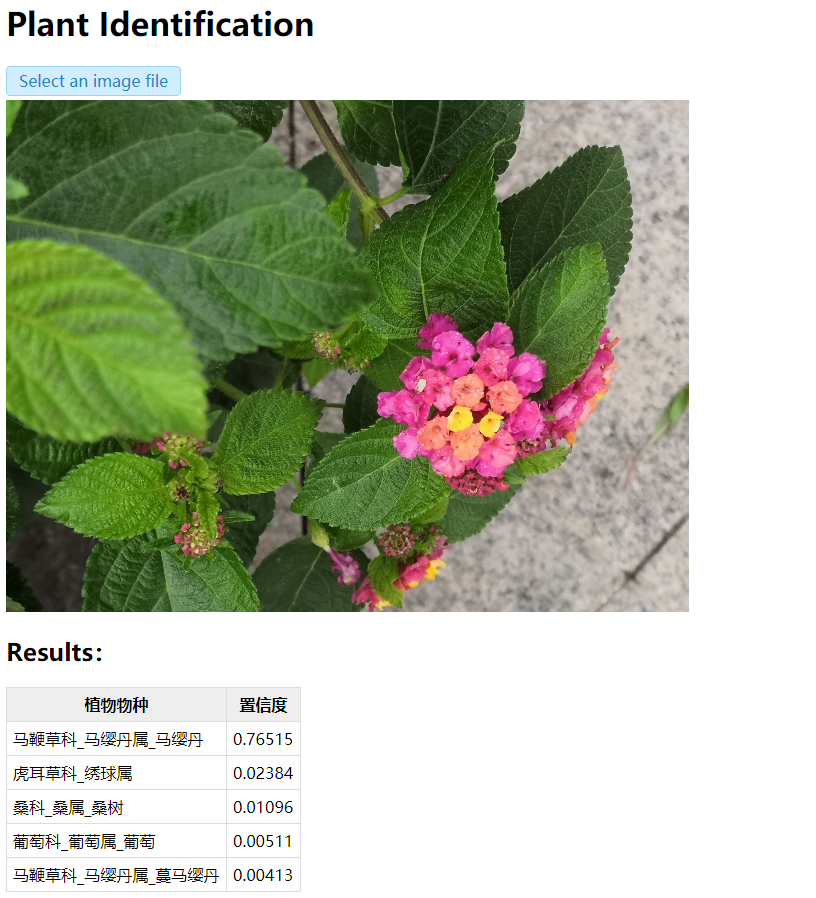 Plant Identification
Select an image file
Results:
植物物种 置信度
马鞭草科_马缨丹属_马缨丹 0.76515
虎耳草科_绣球属 0.02384
桑科_桑属_桑树 0.01096
葡萄科_葡萄属_葡萄 0.00511
马鞭草科_马缨丹属_蔓马缨丹 0.00413